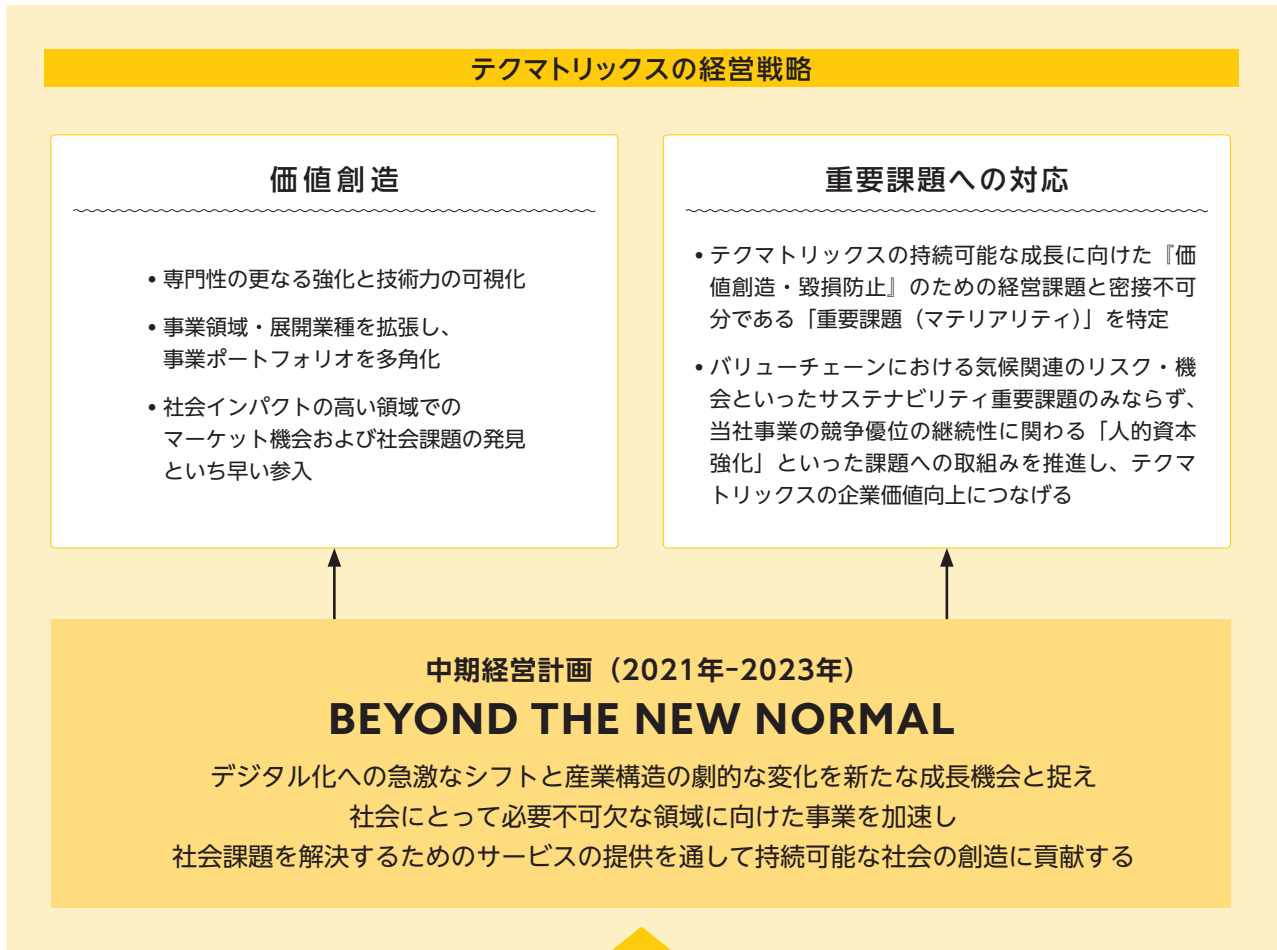 テクマトリックスの経営戦略
価値創造
• 専門性の更なる強化と技術力の可視化
• 事業領域・展開業種を拡張し、
事業ポートフォリオを多角化
• 社会インパクトの高い領域での
マーケット機会および社会課題の発見
といち早い参入
重要課題への対応
• テクマトリックスの持続可能な成長に向けた『価
値創造・毀損防止』のための経営課題と密接不可
分である「重要課題（マテリアリティ）」を特定
• バリューチェーンにおける気候関連のリスク・機
会といったサステナビリティ重要課題のみならず、
当社事業の競争優位の継続性に関わる「人的資本
強化」といった課題への取組みを推進し、テクマ
トリックスの企業価値向上につなげる
中期経営計画（2021年-2023年）
BEYOND THE NEW NORMAL
デジタル化への急激なシフトと産業構造の劇的な変化を新たな成長機会と捉え
社会にとって必要不可欠な領域に向けた事業を加速し
社会課題を解決するためのサービスの提供を通して持続可能な社会の創造に貢献する